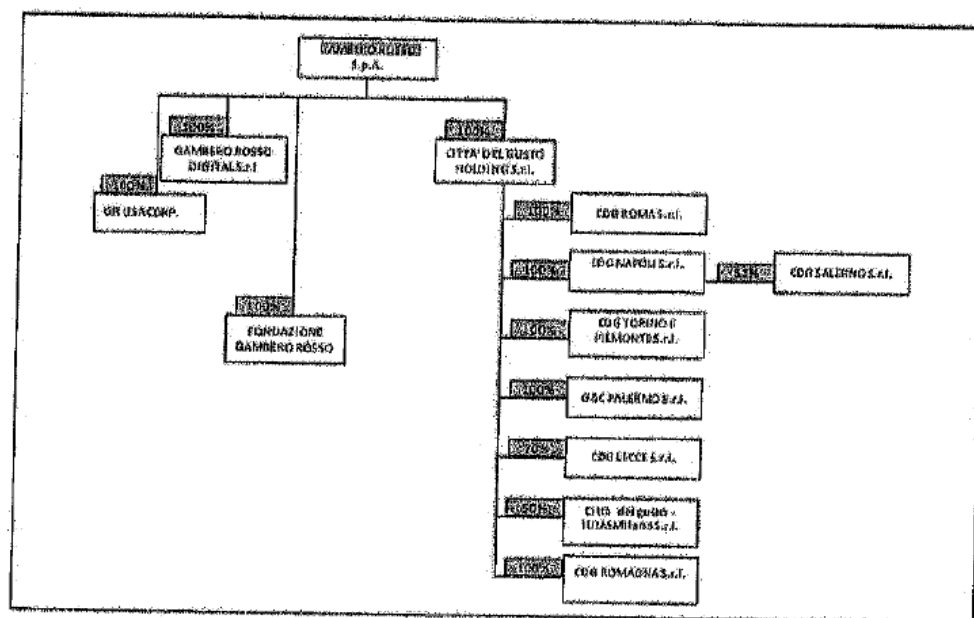 GAMBERO ROSSO
S.p.A.
100%
GAMBERO ROSSO
DIGITAL S.r.l
100%
CITTA' DEL GUSTO
HOLDING S.r.l.
100%
GR USA CORP.
100%
CDG ROMA S.r.l.
100%
CDG NAPOLI S.r.l.
CDG SALERNO S.r.l.
100%
FONDAZIONE
GAMBERO ROSSO
100%
CDG TORINO E
PIEMONTE S.r.l.
100%
G&C PALERMO S.r.l.
70%
CDG LECCE S.r.l.
50%
Città del gusto -
Milano S.r.l.
100%
CDG ROMAGNA S.r.l.